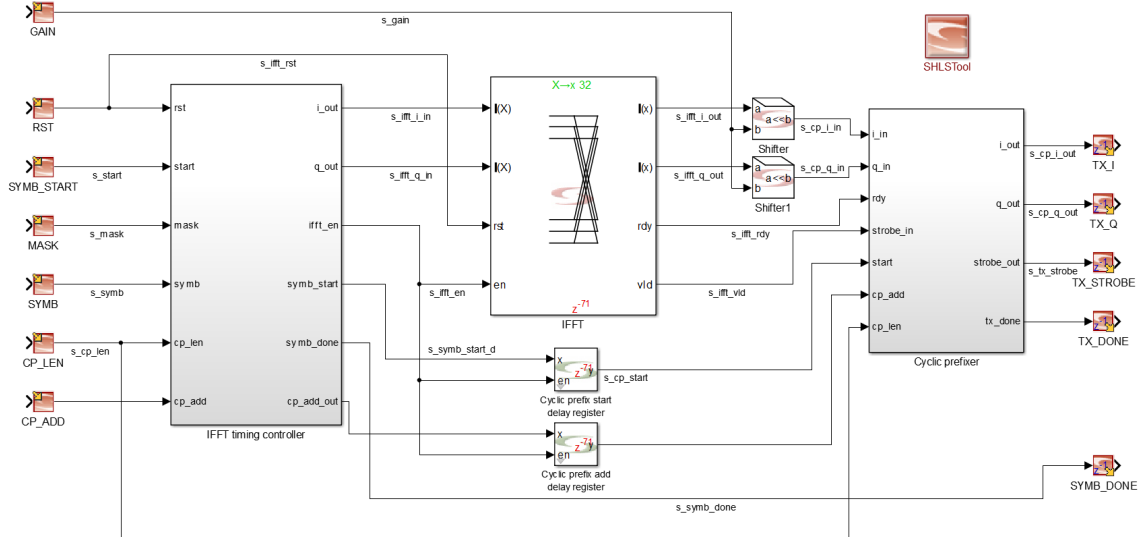 GAIN
s_gain
SHLSTool
RST
s_ifft_rst
SYMB_START
s_start
MASK
s_mask
SYMB
s_symb
CP_LEN
s_cp_len
CP_ADD
rst
start
mask
symb
cp_len
cp_add
i_out
q_out
ifft_en
symb_start
symb_done
cp_add_out
IFFT timing controller
s_ifft_i_in
s_ifft_q_in
s_ifft_en
s_symb_start_d
X→x 32
I(X)
I(X)
rst
en
I(x)
I(x)
rdy
vld
z-71
IFFT
s_ifft_i_out
s_ifft_q_out
s_ifft_rdy
s_ifft_vld
a
b
a<<b
Shifter
a
b
a<<b
Shifter1
s_cp_i_in
s_cp_q_in
x
en
z-71
y
Cyclic prefix start
delay register
s_cp_start
x
en
z-71
y
Cyclic prefix add
delay register
i_in
q_in
rdy
strobe_in
start
cp_add
cp_len
i_out
q_out
strobe_out
tx_done
Cyclic prefixer
s_cp_i_out
TX_I
s_cp_q_out
TX_Q
s_tx_strobe
TX_STROBE
TX_DONE
s_symb_done
SYMB_DONE